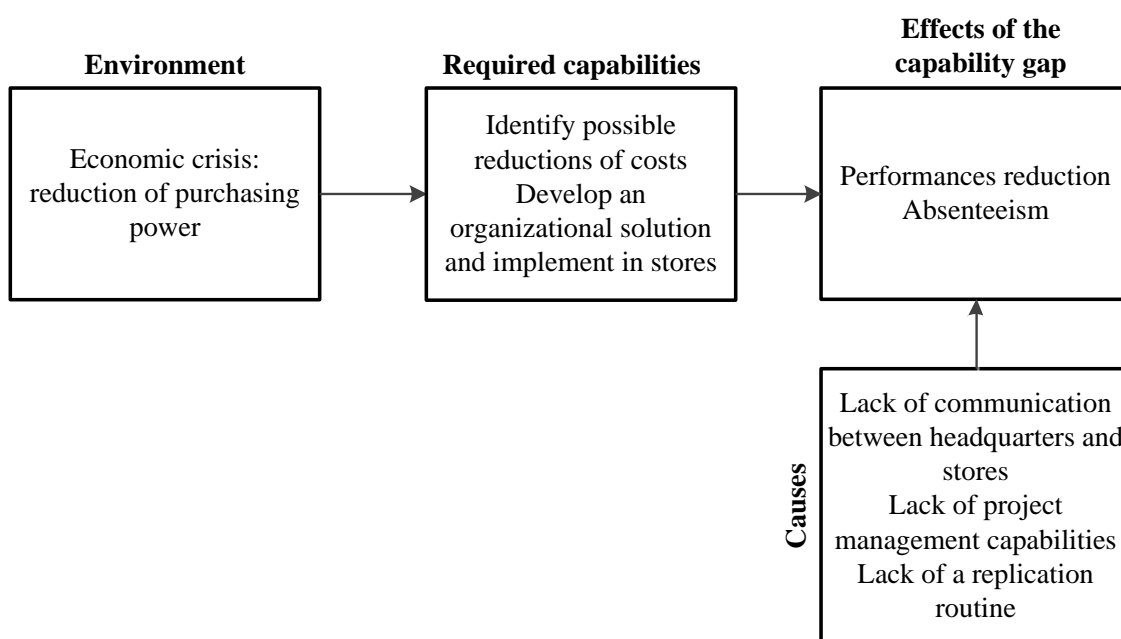 Environment
Economic crisis:
reduction of purchasing
power
Required capabilities
Identify possible
reductions of costs
Develop an
organizational solution
and implement in stores
Effects of the
capability gap
Performances reduction
Absenteeism
Causes
Lack of communication
between headquarters and
stores
Lack of project
management capabilities
Lack of a replication
routine